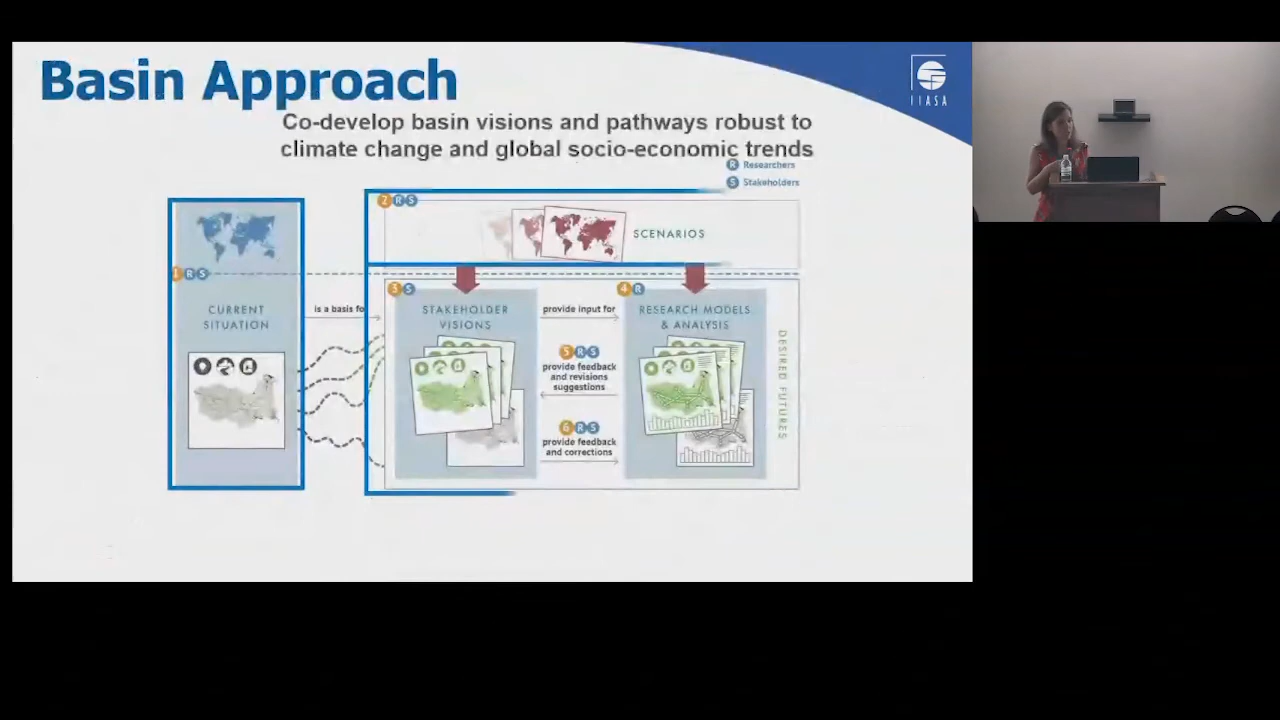 Basin Approach
IIASA
Co-develop basin visions and pathways robust to
climate change and global socio-economic trends
R Researchers
S Stakeholders
2 R S
SCENARIOS
1 R S
3 S
4 R
CURRENT
SITUATION
is a basis fo
STAKEHOLDER
VISIONS
provide input for
RESEARCH MODELS
& ANALYSIS
5 R S
provide feedback
and revisions
suggestions
6 R S
provide feedback
and corrections
DESIRED FUTURES